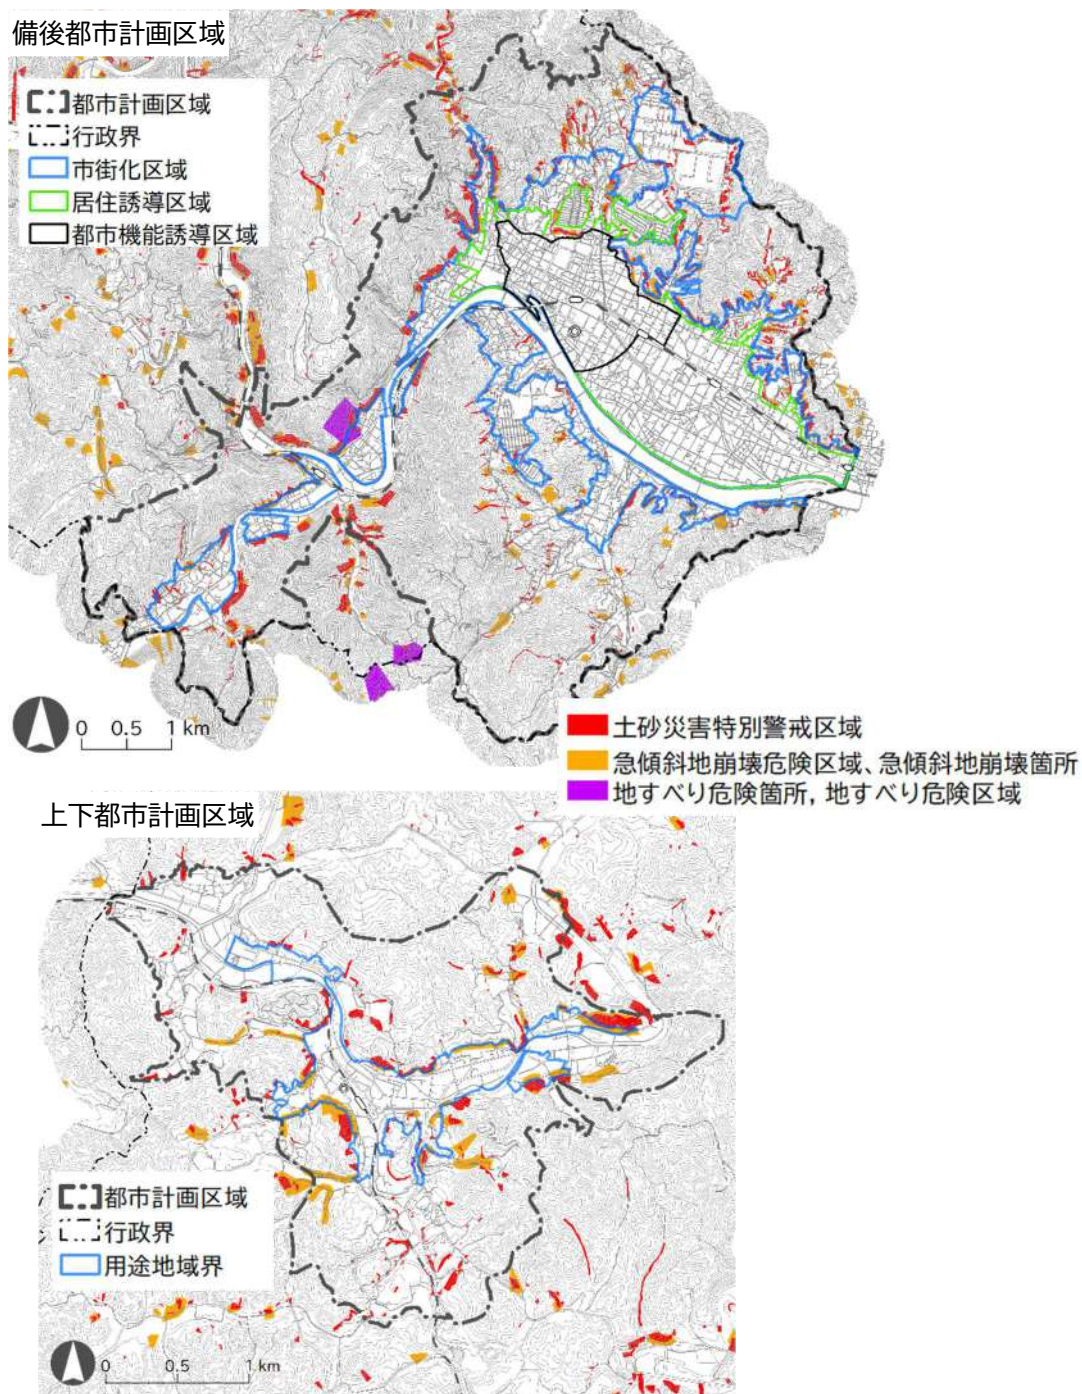 備後都市計画区域
都市計画区域
行政界
市街化区域
居住誘導区域
都市機能誘導区域
0 0.5 1 km
土砂災害特別警戒区域
急傾斜地崩壊危険区域、急傾斜地崩壊箇所
地すべり危険箇所，地すべり危険区域
上下都市計画区域
都市計画区域
行政界
用途地域界
0 0.5 1 km